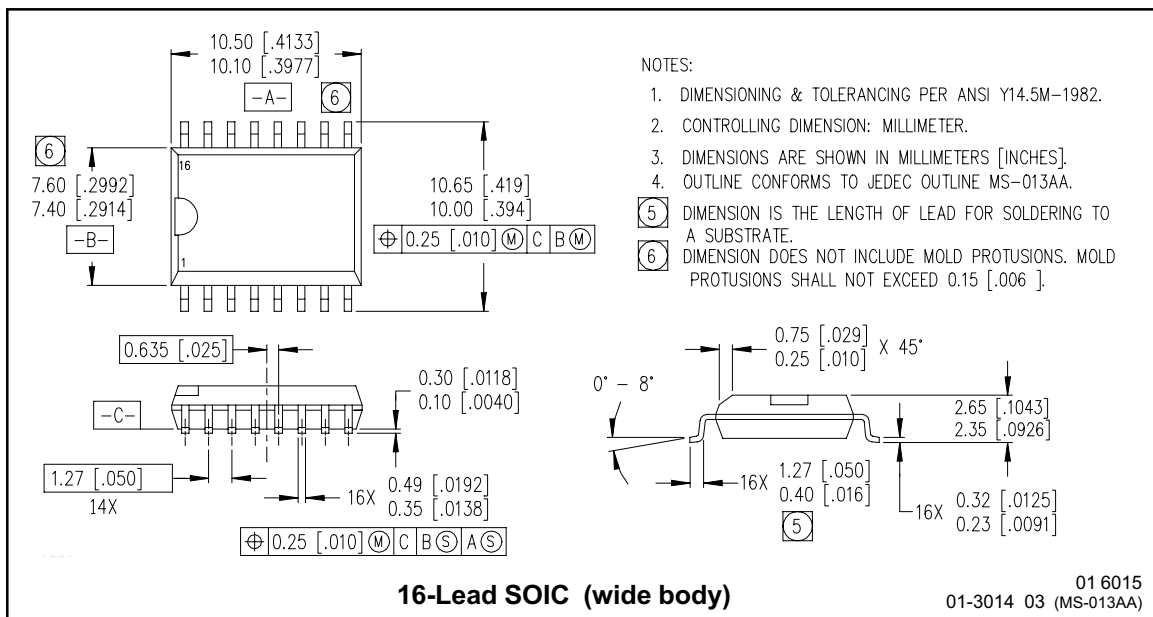 10.50 [.4133]
10.10 [.3977]
-A-
6
6
7.60 [.2992]
7.40 [.2914]
-B-
16
1
10.65 [.419]
10.00 [.394]
⌖ 0.25 [.010] Ⓜ C B Ⓜ
NOTES:
1. DIMENSIONING & TOLERANCING PER ANSI Y14.5M-1982.
2. CONTROLLING DIMENSION: MILLIMETER.
3. DIMENSIONS ARE SHOWN IN MILLIMETERS [INCHES].
4. OUTLINE CONFORMS TO JEDEC OUTLINE MS-013AA.
5 DIMENSION IS THE LENGTH OF LEAD FOR SOLDERING TO
A SUBSTRATE.
6 DIMENSION DOES NOT INCLUDE MOLD PROTUSIONS. MOLD
PROTUSIONS SHALL NOT EXCEED 0.15 [.006 ].
0.635 [.025]
-C-
0.30 [.0118]
0.10 [.0040]
1.27 [.050]
14X
16X
0.49 [.0192]
0.35 [.0138]
⌖ 0.25 [.010] Ⓜ C B Ⓢ A Ⓢ
0.75 [.029]
0.25 [.010]
X 45°
0° - 8°
2.65 [.1043]
2.35 [.0926]
16X
1.27 [.050]
0.40 [.016]
5
16X
0.32 [.0125]
0.23 [.0091]
16-Lead SOIC (wide body)
01 6015
01-3014 03 (MS-013AA)